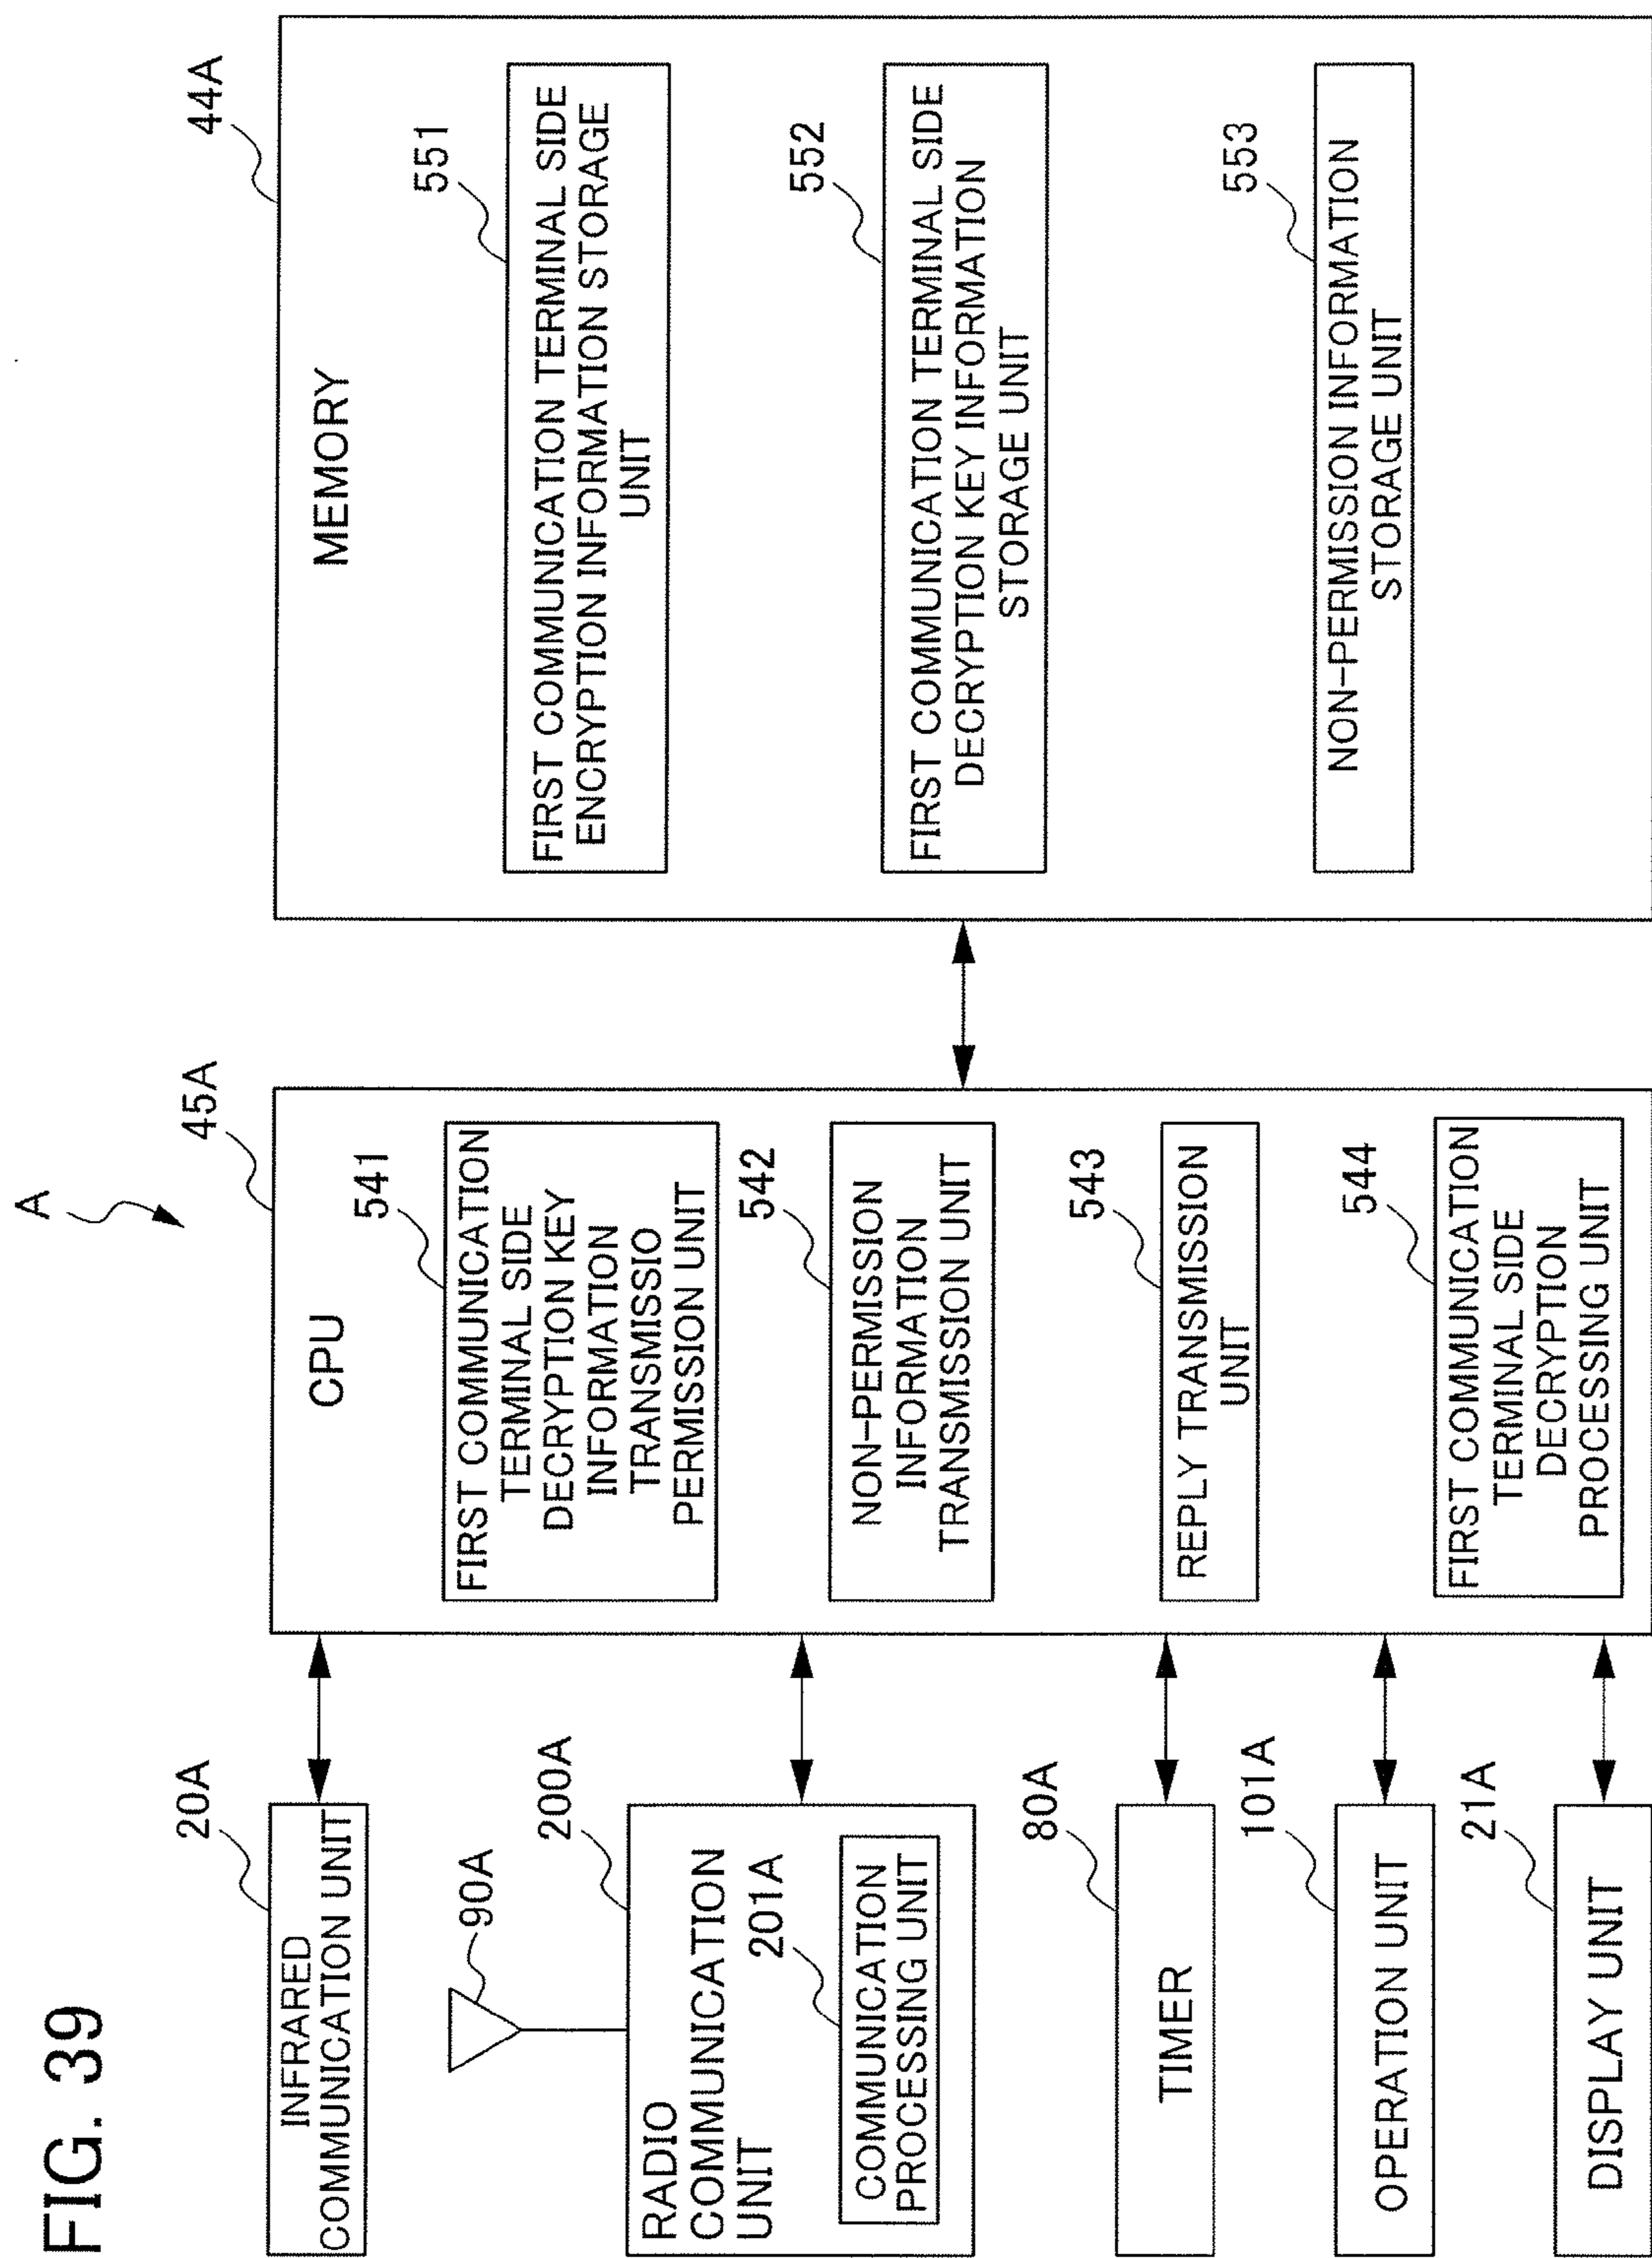 FIG. 39
A
20A
INFRARED
COMMUNICATION UNIT
90A
200A
RADIO
COMMUNICATION
UNIT
201A
COMMUNICATION
PROCESSING UNIT
80A
TIMER
101A
OPERATION UNIT
21A
DISPLAY UNIT
45A
CPU
541
FIRST COMMUNICATION
TERMINAL SIDE
DECRYPTION KEY
INFORMATION
TRANSMISSIO
PERMISSION UNIT
542
NON-PERMISSION
INFORMATION
TRANSMISSION UNIT
543
REPLY TRANSMISSION
UNIT
544
FIRST COMMUNICATION
TERMINAL SIDE
DECRYPTION
PROCESSING UNIT
44A
MEMORY
551
FIRST COMMUNICATION TERMINAL SIDE
ENCRYPTION INFORMATION STORAGE
UNIT
552
FIRST COMMUNICATION TERMINAL SIDE
DECRYPTION KEY INFORMATION
STORAGE UNIT
553
NON-PERMISSION INFORMATION
STORAGE UNIT